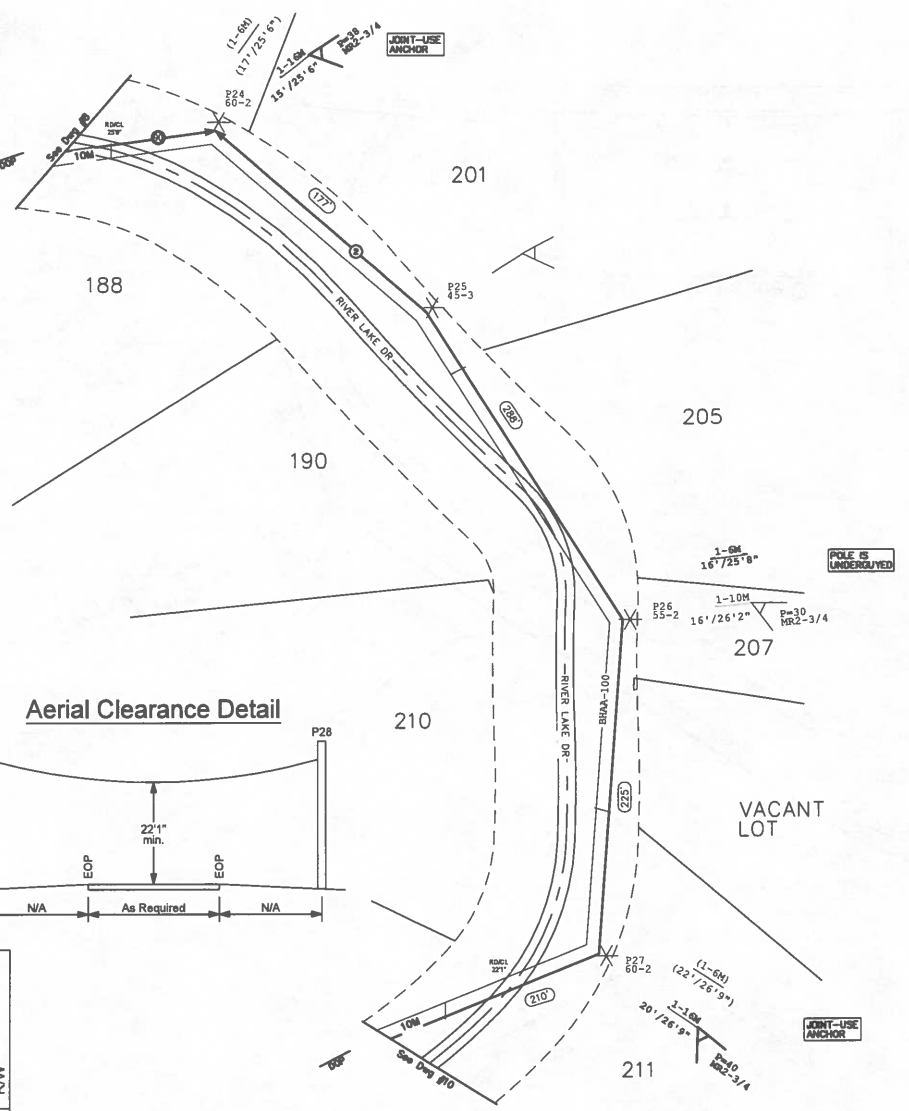 (1-6M)
(17'/25'6")
1-16M
15'/25'6"
P=38
MR2-3/4
JOINT-USE
ANCHOR
P24
60-2
See Dwg #8
RD/CL
10M
177'
2
201
188
P25
45-3
RIVER LAKE DR
288'
205
190
1-6M
16'/25'8"
POLE IS
UNDERGUYED
P26
55-2
1-10M
16'/26'2"
P=30
MR2-3/4
207
RIVER LAKE DR
BHAA-100
210
Aerial Clearance Detail
P28
22'1"
min.
EOP
EOP
N/A
As Required
N/A
225'
VACANT
LOT
RD/CL
22'1"
P27
60-2
(1-6M)
(22'/26'9")
1-16M
20'/26'9"
P=40
MR2-3/4
JOINT-USE
ANCHOR
210'
10M
See Dwg #10
211
R/W